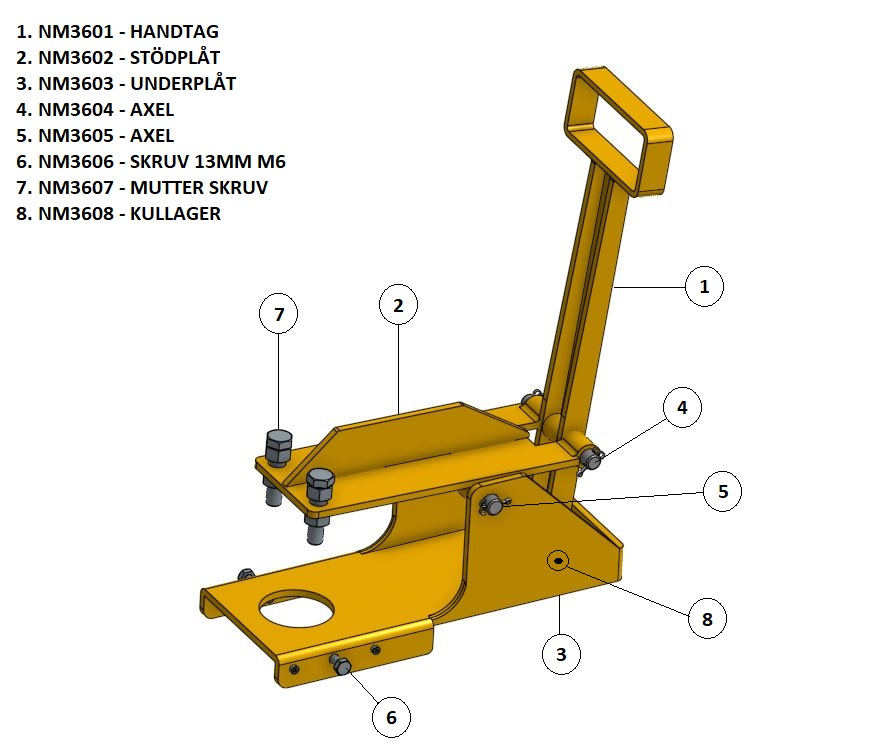 1. NM3601 - HANDTAG
2. NM3602 - STÖDPLÅT
3. NM3603 - UNDERPLÅT
4. NM3604 - AXEL
5. NM3605 - AXEL
6. NM3606 - SKRUV 13MM M6
7. NM3607 - MUTTER SKRUV
8. NM3608 - KULLAGER
1
2
7
4
5
8
3
6